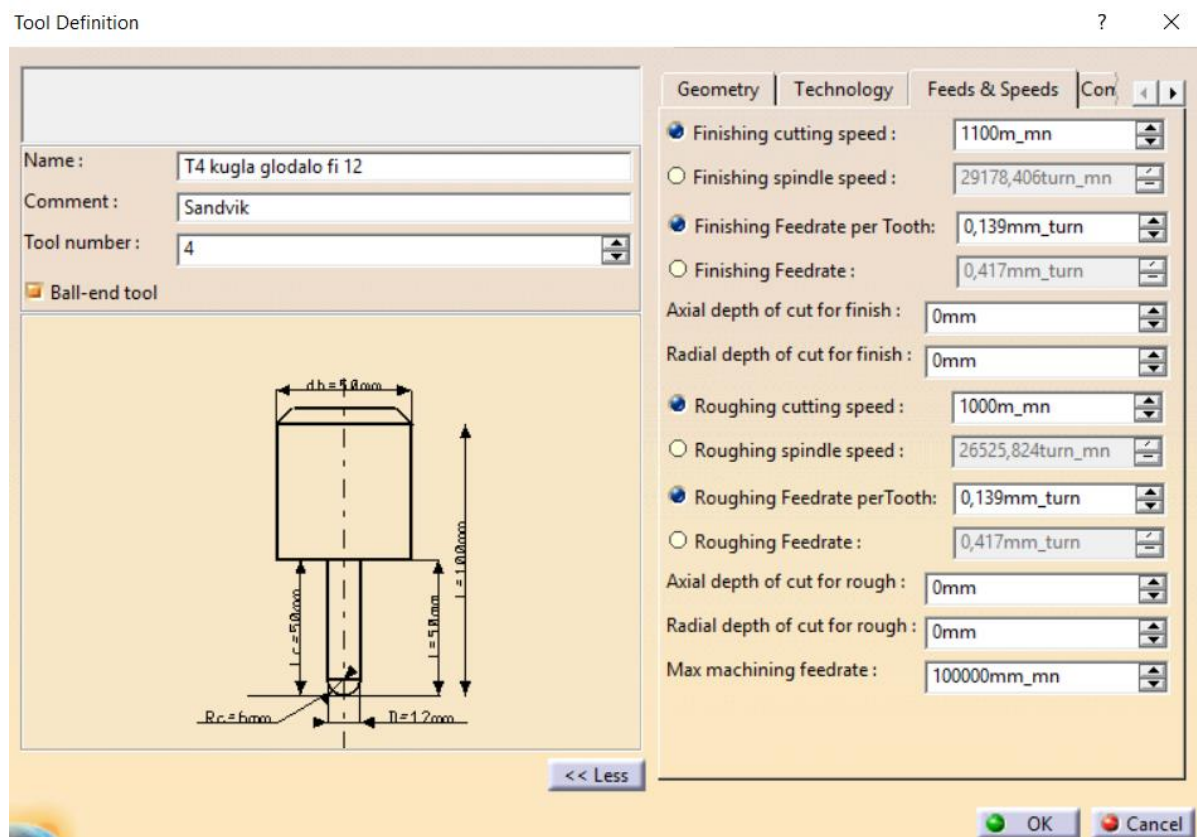 Tool Definition
? ×
Name :
T4 kugla glodalo fi 12
Comment :
Sandvik
Tool number :
4
Ball-end tool
db=50mm
l=100mm
Lc=50mm
l=50mm
Rc=6mm
D=12mm
<< Less
Geometry
Technology
Feeds & Speeds
Con
Finishing cutting speed :
1100m_mn
Finishing spindle speed :
29178,406turn_mn
Finishing Feedrate per Tooth:
0,139mm_turn
Finishing Feedrate :
0,417mm_turn
Axial depth of cut for finish :
0mm
Radial depth of cut for finish :
0mm
Roughing cutting speed :
1000m_mn
Roughing spindle speed :
26525,824turn_mn
Roughing Feedrate perTooth:
0,139mm_turn
Roughing Feedrate :
0,417mm_turn
Axial depth of cut for rough :
0mm
Radial depth of cut for rough :
0mm
Max machining feedrate :
100000mm_mn
OK
Cancel